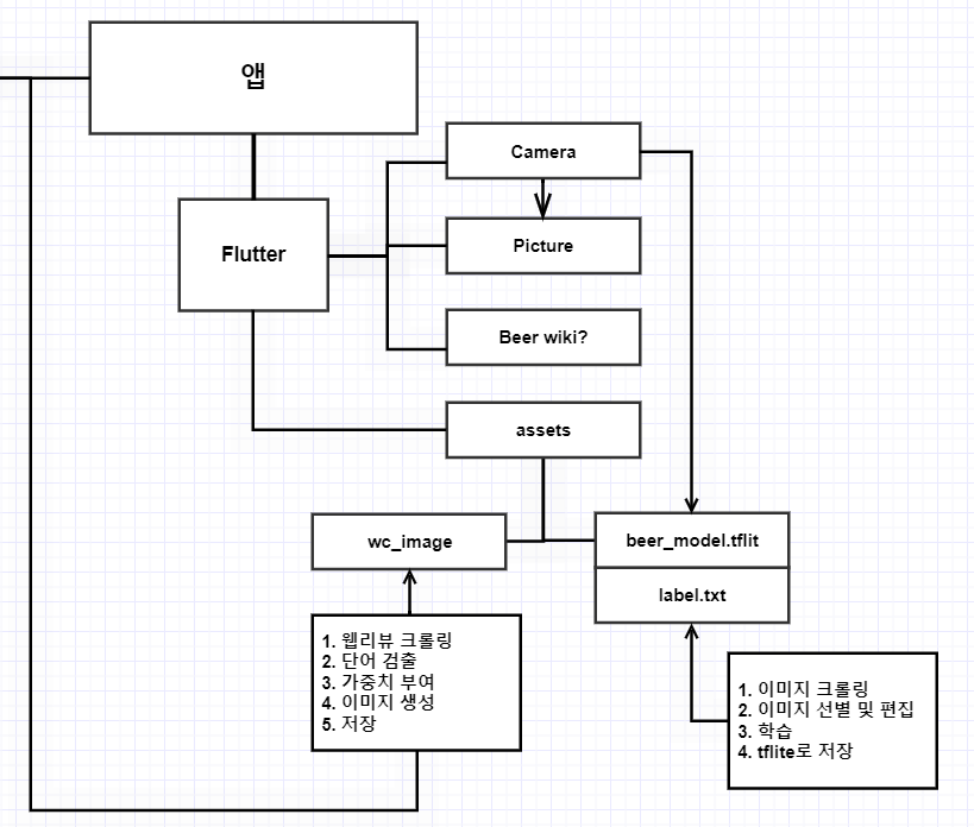 앱
Camera
Flutter
Picture
Beer wiki?
assets
wc_image
beer_model.tflit
label.txt
1. 웹리뷰 크롤링
2. 단어 검출
3. 가중치 부여
4. 이미지 생성
5. 저장
1. 이미지 크롤링
2. 이미지 선별 및 편집
3. 학습
4. tflite로 저장